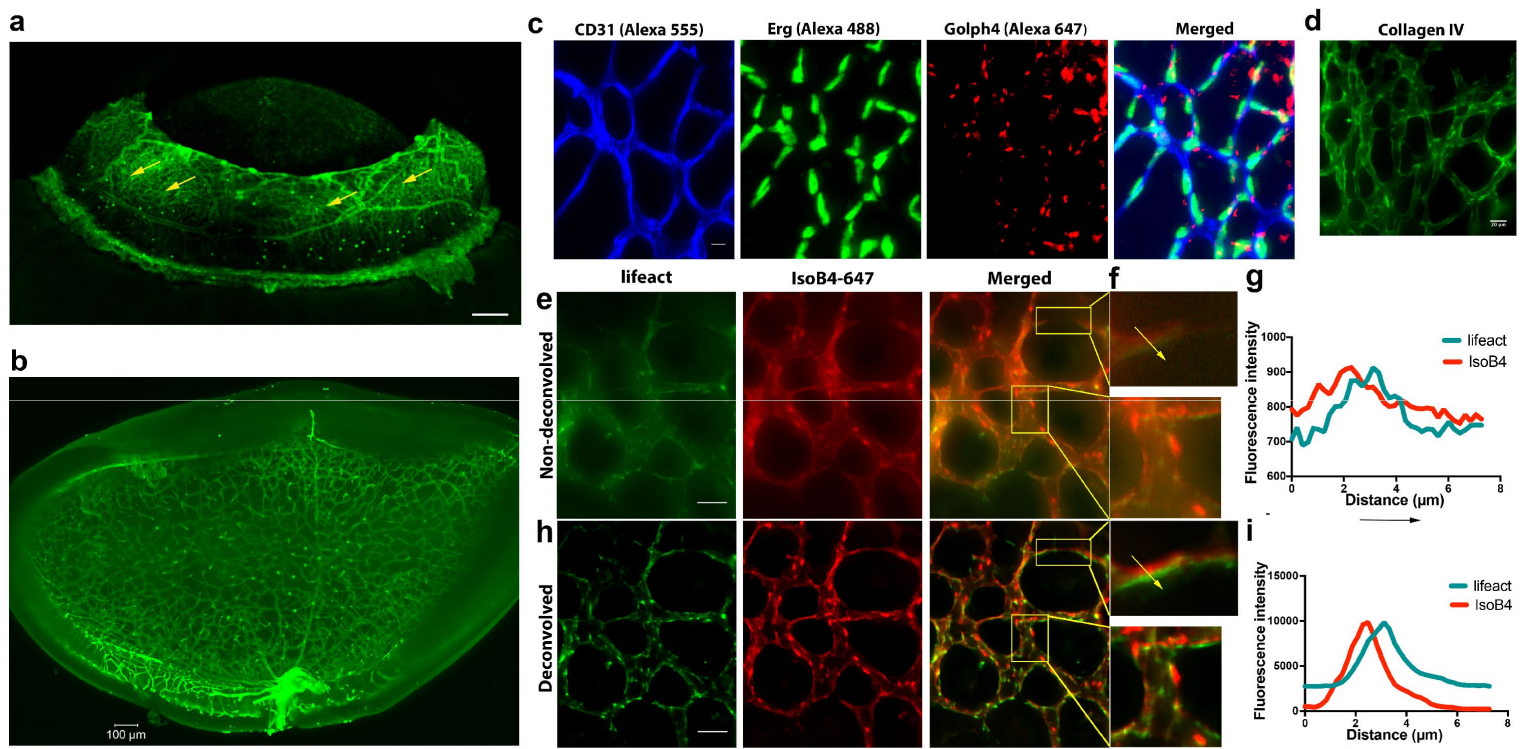 a
b
100 µm
c
CD31 (Alexa 555)
Erg (Alexa 488)
Golph4 (Alexa 647)
Merged
d
Collagen IV
20 µm
lifeact
IsoB4-647
Merged
e
Non-deconvolved
f
g
1000
900
800
700
600
Fluorescence intensity
lifeact
IsoB4
0 2 4 6 8
Distance (µm)
h
Deconvolved
i
15000
10000
5000
0
Fluorescence intensity
lifeact
IsoB4
0 2 4 6 8
Distance (µm)